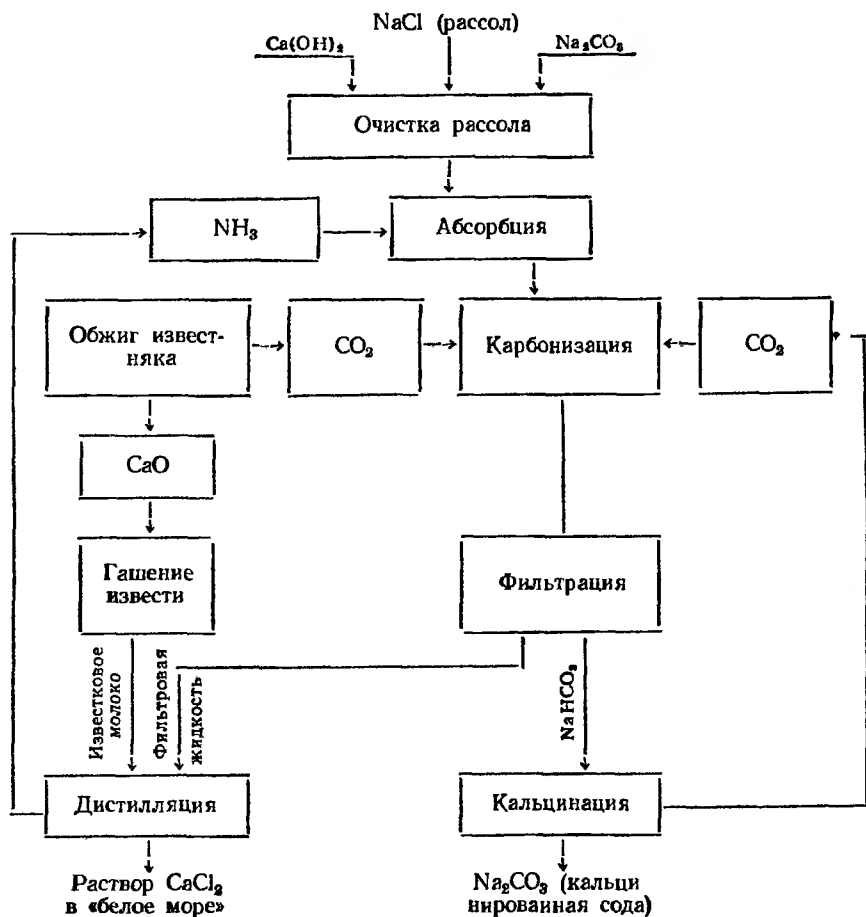 NaCl (рассол)
Ca(OH)₂
Na₂CO₃
Очистка рассола
NH₃
Абсорбция
Обжиг извест-
няка
CO₂
Карбонизация
CO₂
CaO
Гашение
извести
Фильтрация
Известковое
молоко
Фильтровая
жидкость
NaHCO₃
Дистилляция
Кальцинация
Раствор CaCl₂
в «белое море»
Na₂CO₃ (кальци
нированная сода)